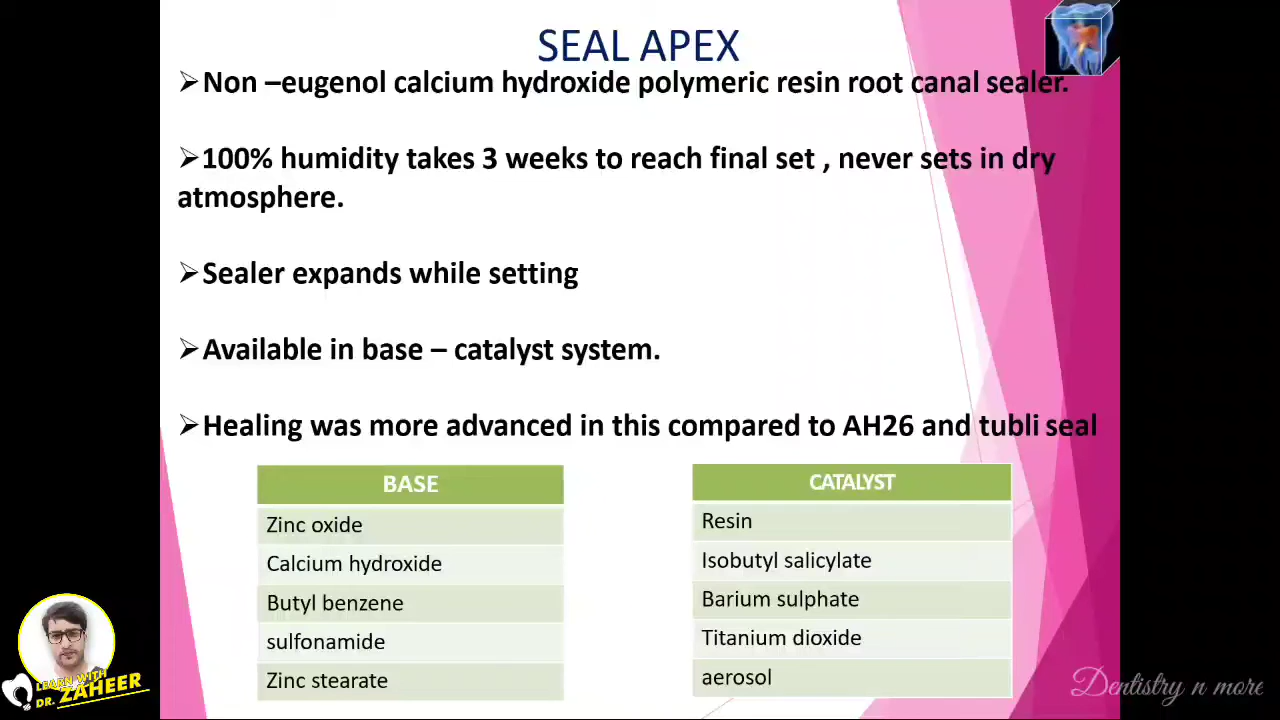 SEAL APEX
➢Non –eugenol calcium hydroxide polymeric resin root canal sealer.
➢100% humidity takes 3 weeks to reach final set , never sets in dry
atmosphere.
➢Sealer expands while setting
➢Available in base – catalyst system.
➢Healing was more advanced in this compared to AH26 and tubli seal
BASE
Zinc oxide
Calcium hydroxide
Butyl benzene
sulfonamide
Zinc stearate
CATALYST
Resin
Isobutyl salicylate
Barium sulphate
Titanium dioxide
aerosol
LEARN WITH
DR. ZAHEER
Dentistry n more